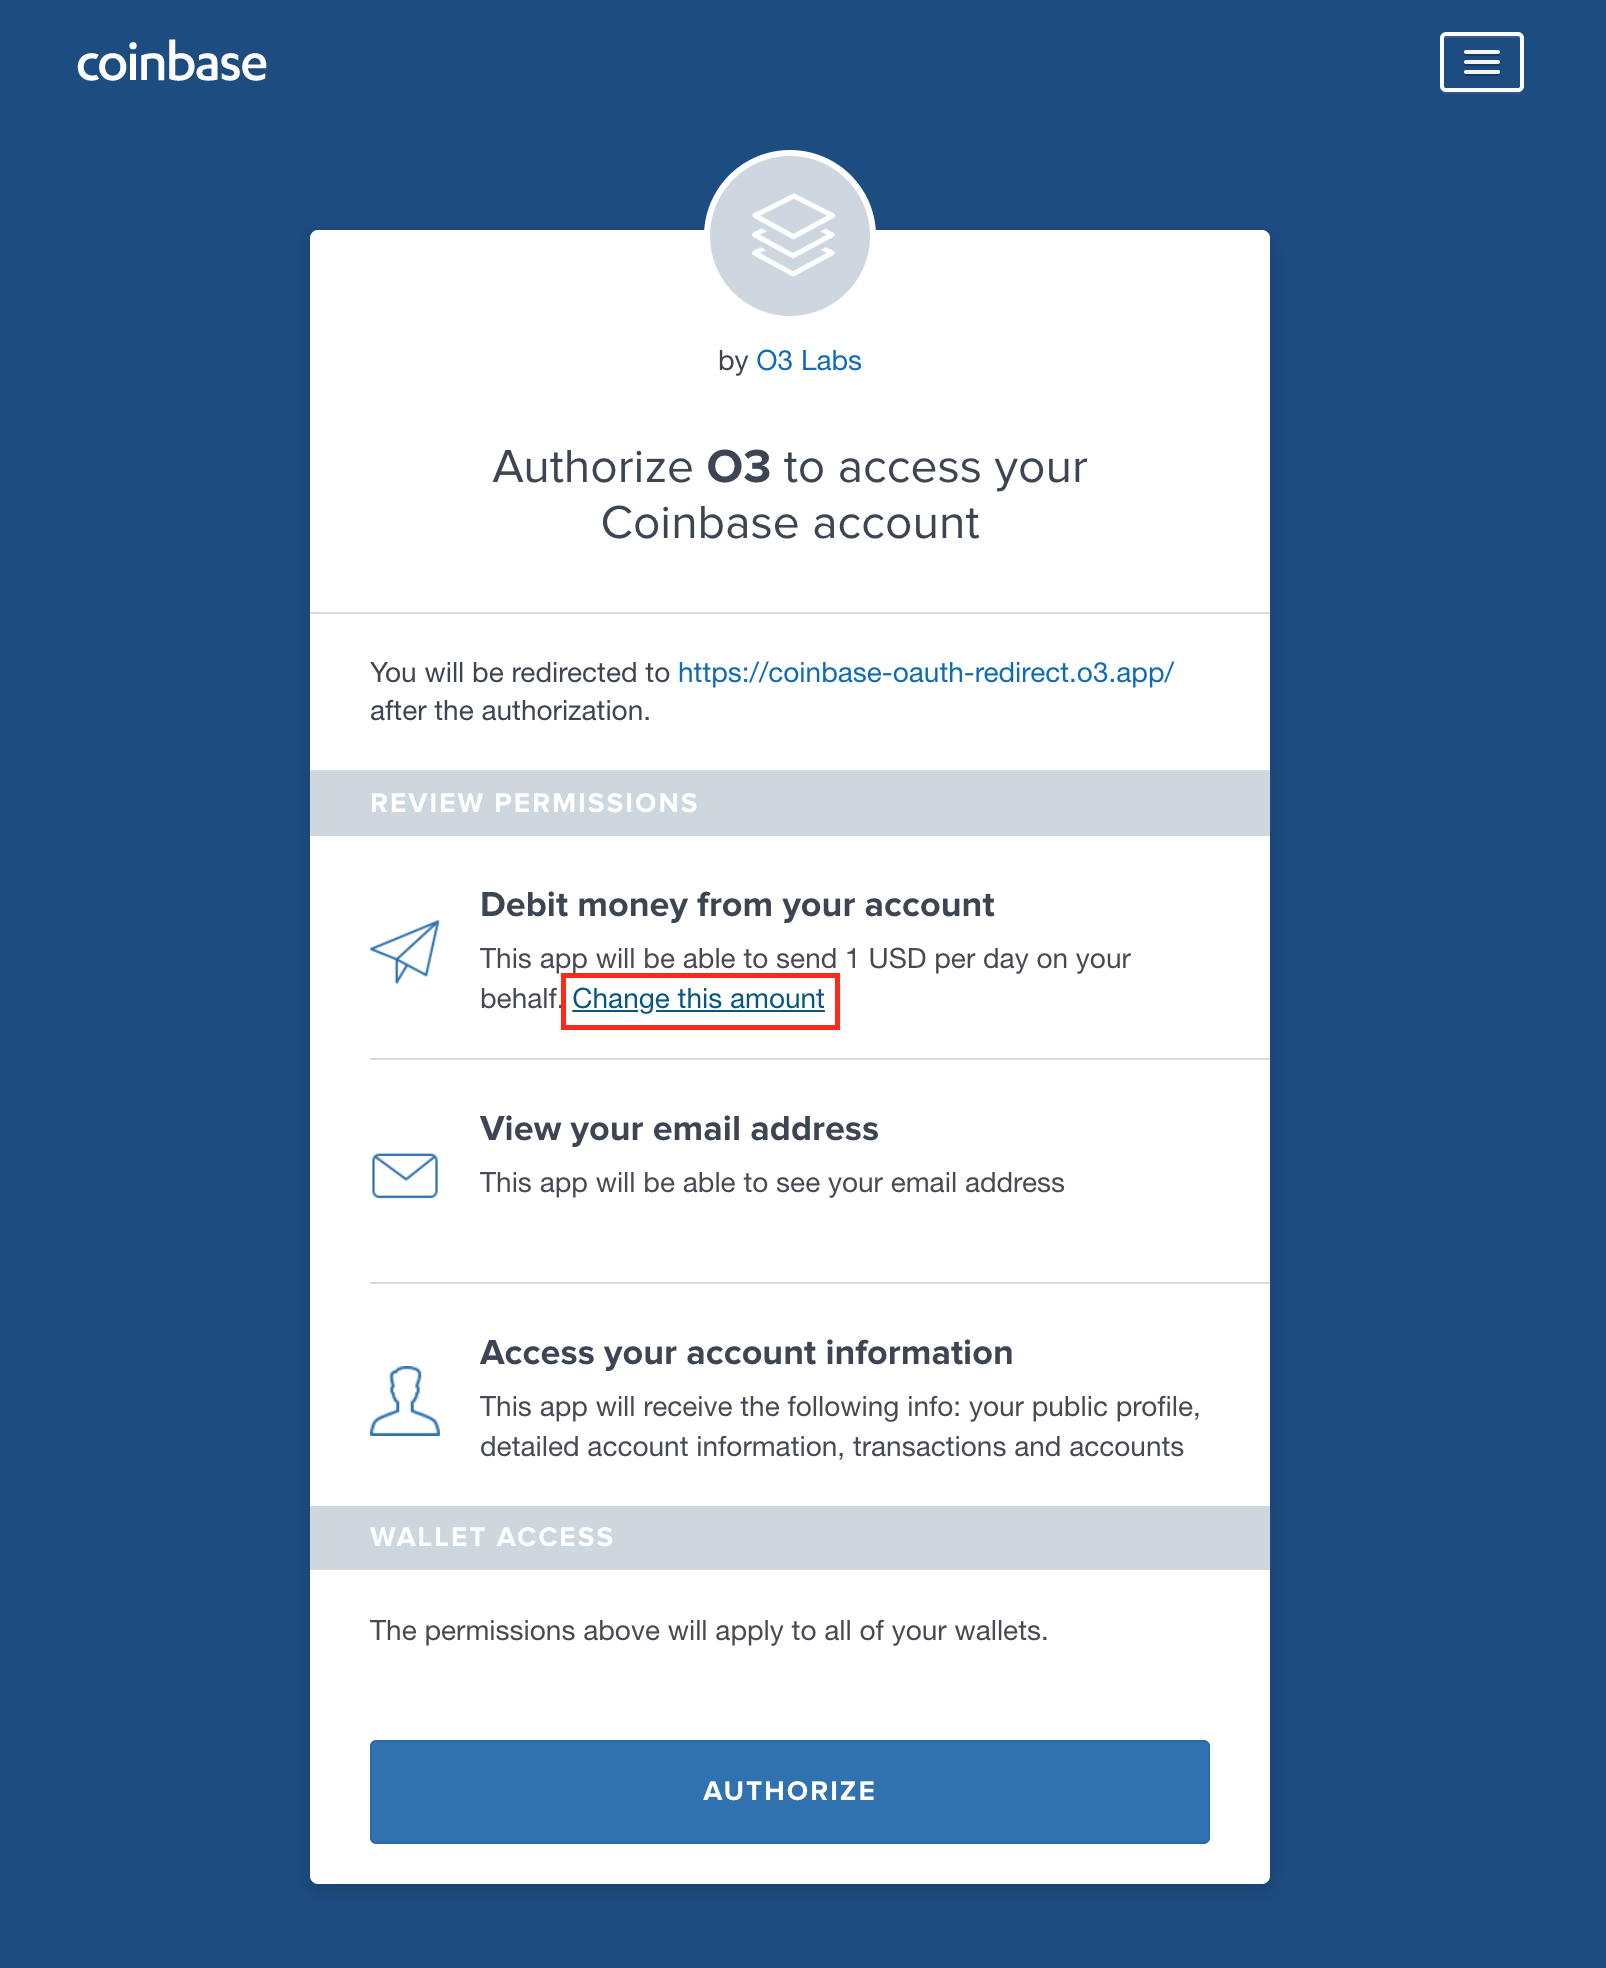 coinbase
by O3 Labs
Authorize O3 to access your
Coinbase account
You will be redirected to https://coinbase-oauth-redirect.o3.app/
after the authorization.
REVIEW PERMISSIONS
Debit money from your account
This app will be able to send 1 USD per day on your
behalf. Change this amount
View your email address
This app will be able to see your email address
Access your account information
This app will receive the following info: your public profile,
detailed account information, transactions and accounts
WALLET ACCESS
The permissions above will apply to all of your wallets.
AUTHORIZE